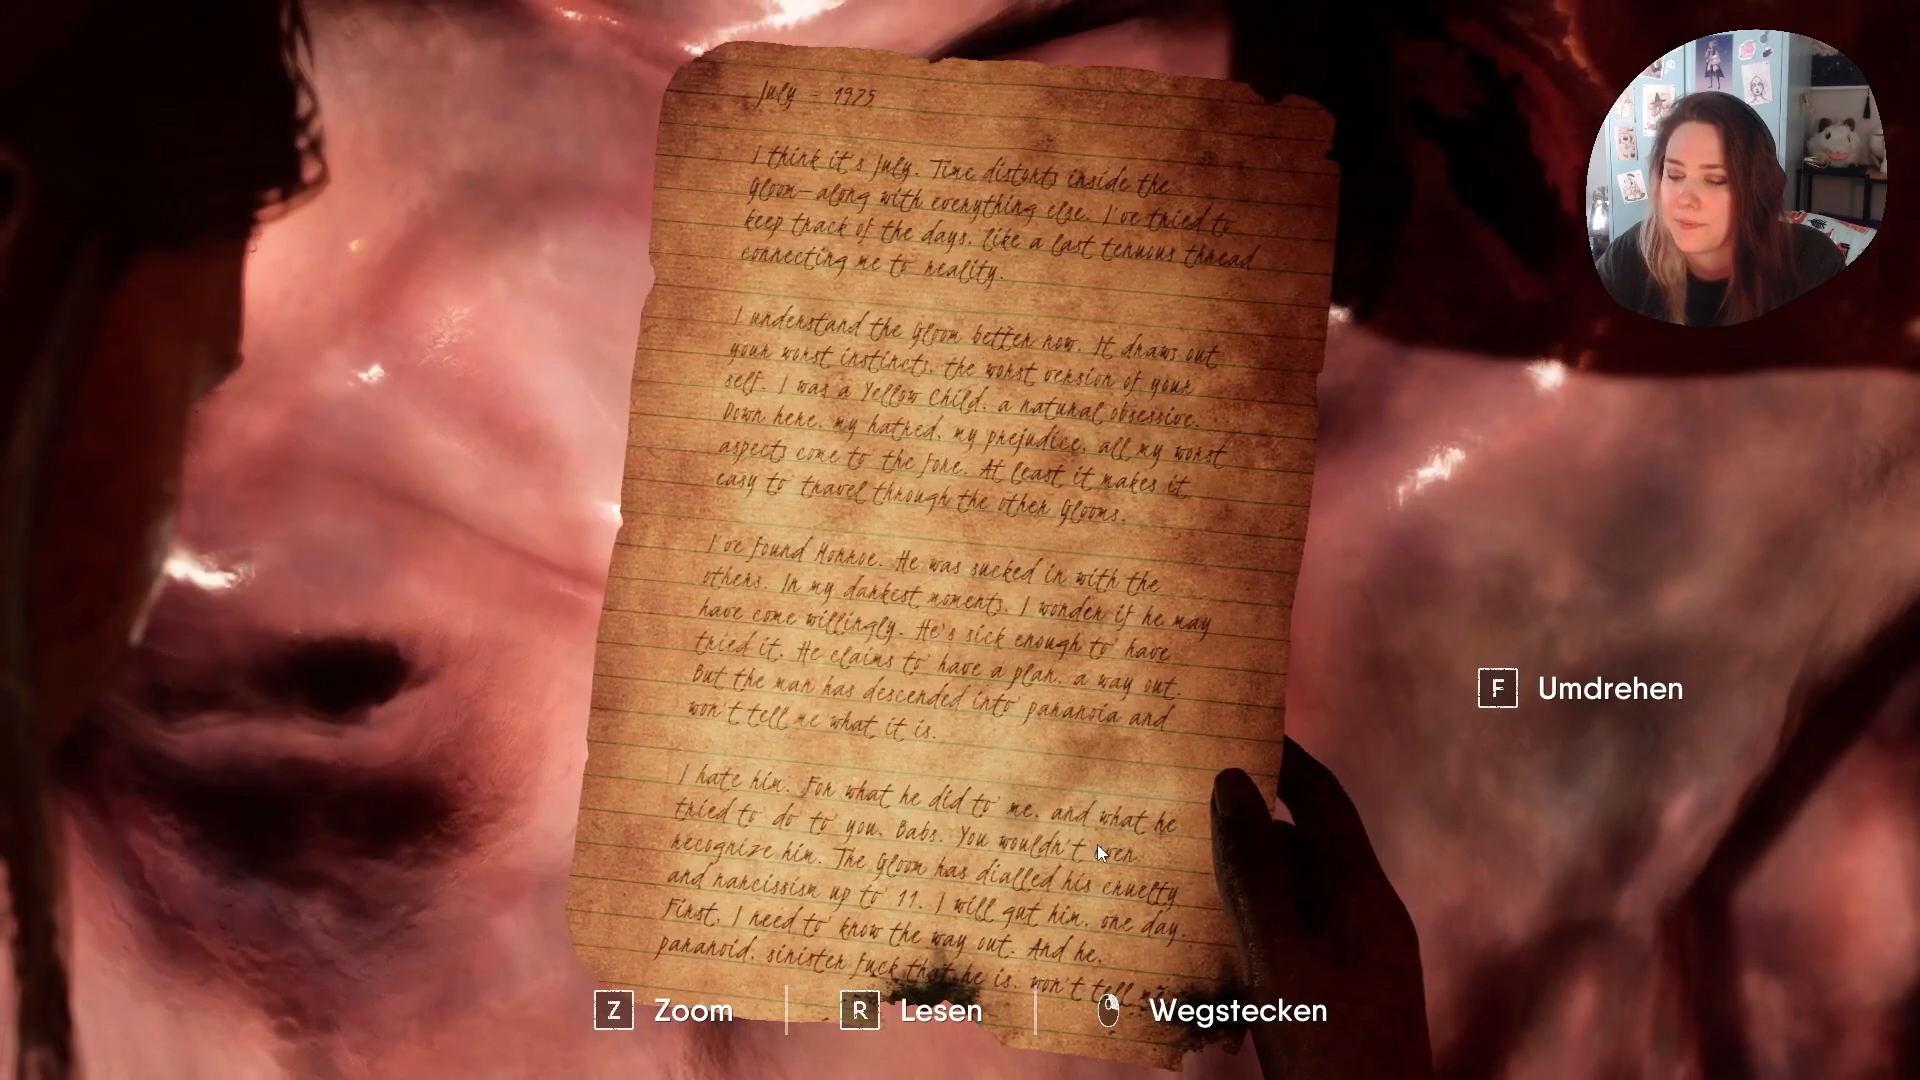 July - 1975
I think it's July. Time distorts inside the
Gloom—along with everything else. I've tried to
keep track of the days, like a last tenuous thread
connecting me to reality.
I understand the Gloom better now. It draws out
your worst instincts, the worst version of your
self. I was a Yellow Child, a natural obsessive.
Down here, my hatred, my prejudice, all my worst
aspects come to the fore. At least it makes it
easy to travel through the other Glooms.
I've found Monroe. He was sucked in with the
others. In my darkest moments, I wonder if he may
have come willingly. He's sick enough to have
tried it. He claims to have a plan, a way out.
But the man has descended into paranoia and
won't tell me what it is.
I hate him. For what he did to me, and what he
tried to do to you, Babs. You wouldn't even
recognize him. The Gloom has dialled his cruelty
and narcissism up to 11. I will gut him, one day.
First, I need to know the way out. And he,
paranoid, sinister fuck that he is, won't tell me
F Umdrehen
Z Zoom R Lesen Wegstecken